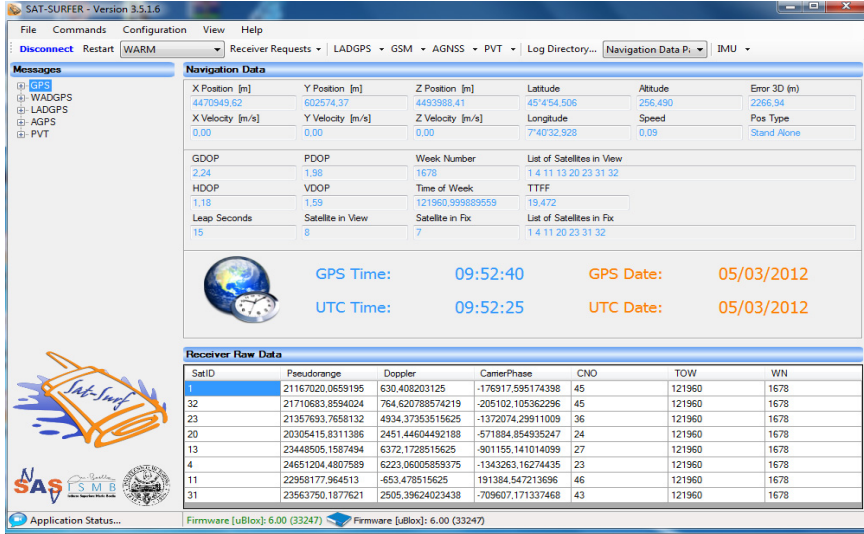 SAT-SURFER - Version 3.5.1.6
File Commands Configuration View Help
Disconnect Restart WARM Receiver Requests LADGPS GSM AGNSS PVT Log Directory... Navigation Data P. IMU
Messages
GPS
WADGPS
LADGPS
AGPS
PVT
Navigation Data
X Position [m] Y Position [m] Z Position [m] Latitude Altitude Error 3D (m)
4470949,62 602574,37 4493988,41 45°4'54,506 256,490 2266,94
X Velocity [m/s] Y Velocity [m/s] Z Velocity [m/s] Longitude Speed Pos Type
0,00 0,00 0,00 7°40'32,928 0,09 Stand Alone
GDOP PDOP Week Number List of Satellites in View
2,24 1,98 1678 1 4 11 13 20 23 31 32
HDOP VDOP Time of Week TTFF
1,18 1,59 121960,999889559 19,472
Leap Seconds Satellite in View Satellite in Fix List of Satellites in Fix
15 8 7 1 4 11 20 23 31 32
GPS Time: 09:52:40 GPS Date: 05/03/2012
UTC Time: 09:52:25 UTC Date: 05/03/2012
Receiver Raw Data
SatID Pseudorange Doppler CarrierPhase CNO TOW WN
1 21167020,0659195 630,408203125 -176917,595174398 45 121960 1678
32 21710683,8594024 764,620788574219 -205102,105362296 45 121960 1678
23 21357693,7658132 4934,37353515625 -1372074,29911009 36 121960 1678
20 20305415,8311386 2451,44604492188 -571884,854935247 24 121960 1678
13 23448505,1587494 6372,1728515625 -901155,141014099 27 121960 1678
4 24651204,4807589 6223,06005859375 -1343263,16274435 23 121960 1678
11 22958177,964513 -653,478515625 191384,547213696 46 121960 1678
31 23563750,1877621 2505,39624023438 -709607,171337468 43 121960 1678
Sat-Surf
NavSAS
ISMB
Application Status...
Firmware [uBlox]: 6.00 (33247) Firmware [uBlox]: 6.00 (33247)